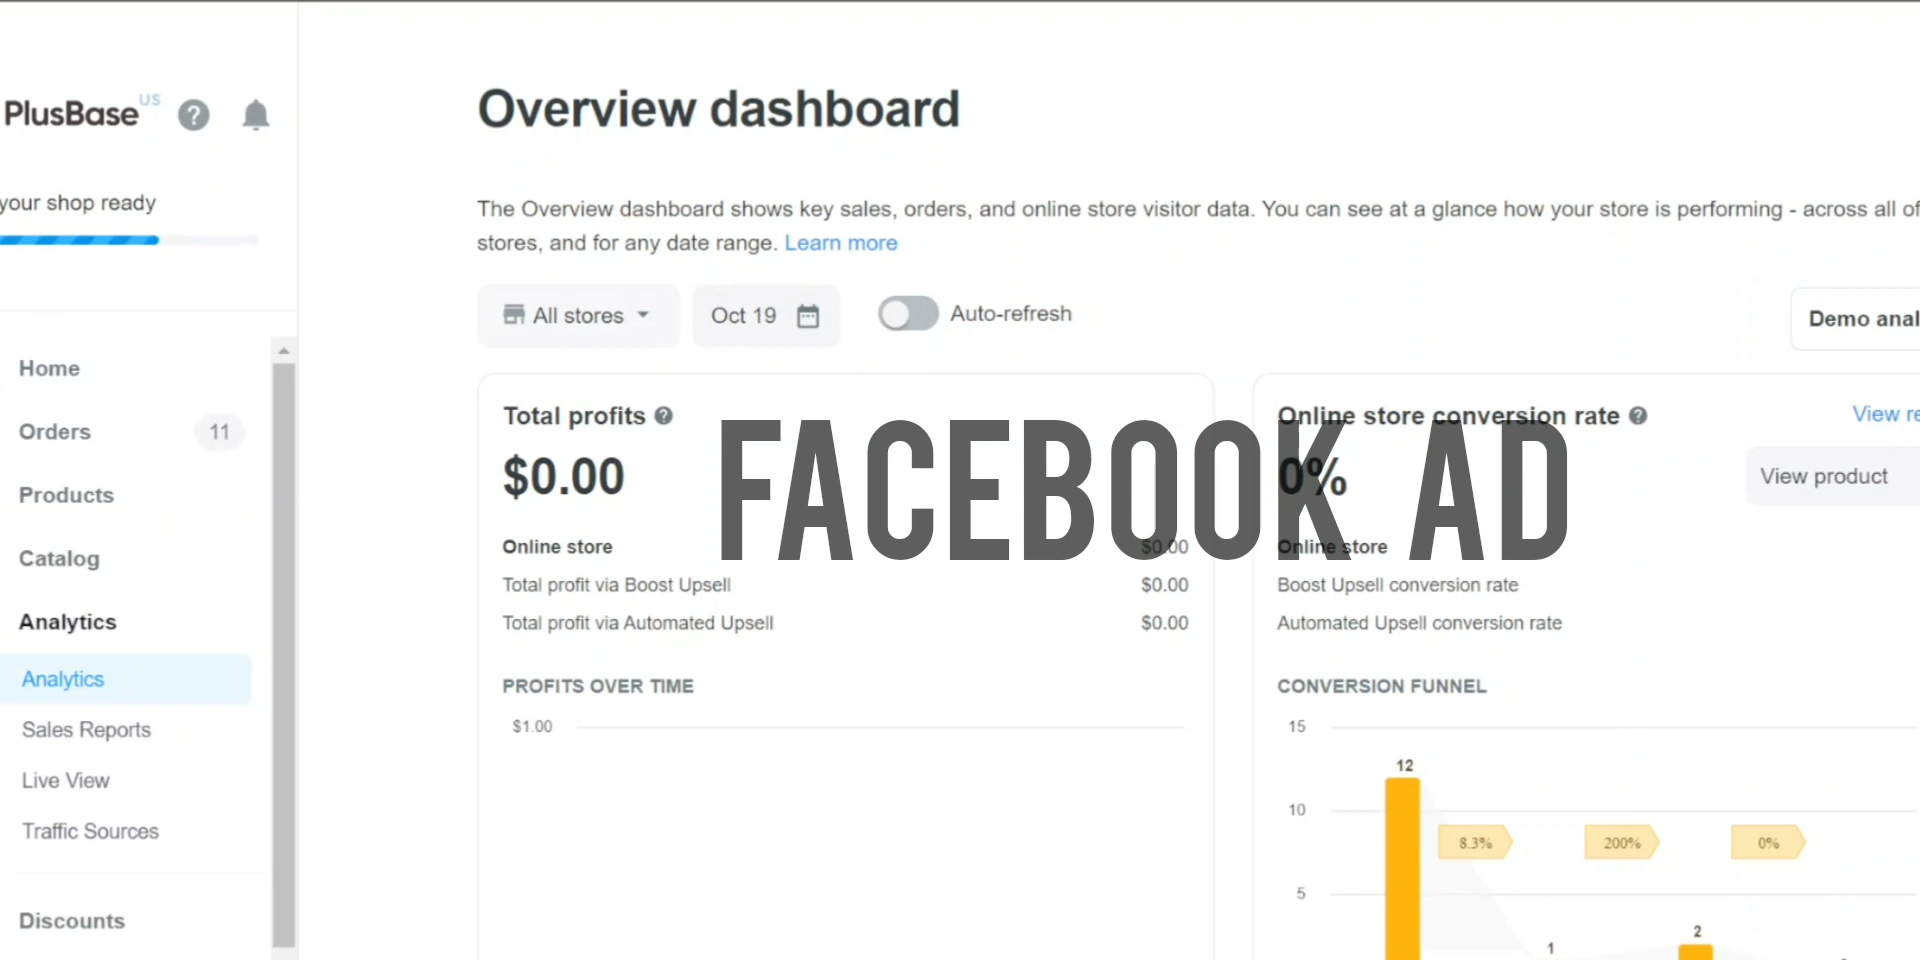 PlusBase US
your shop ready
Home
Orders 11
Products
Catalog
Analytics
Analytics
Sales Reports
Live View
Traffic Sources
Discounts
Overview dashboard
The Overview dashboard shows key sales, orders, and online store visitor data. You can see at a glance how your store is performing - across all of
stores, and for any date range. Learn more
All stores
Oct 19
Auto-refresh
Demo anal
Total profits
$0.00
Online store $0.00
Total profit via Boost Upsell $0.00
Total profit via Automated Upsell $0.00
PROFITS OVER TIME
$1.00
FACEBOOK AD
Online store conversion rate
View re
0%
View product
Online store
Boost Upsell conversion rate
Automated Upsell conversion rate
CONVERSION FUNNEL
15
12
10
8.3% 200% 0%
5
2
1